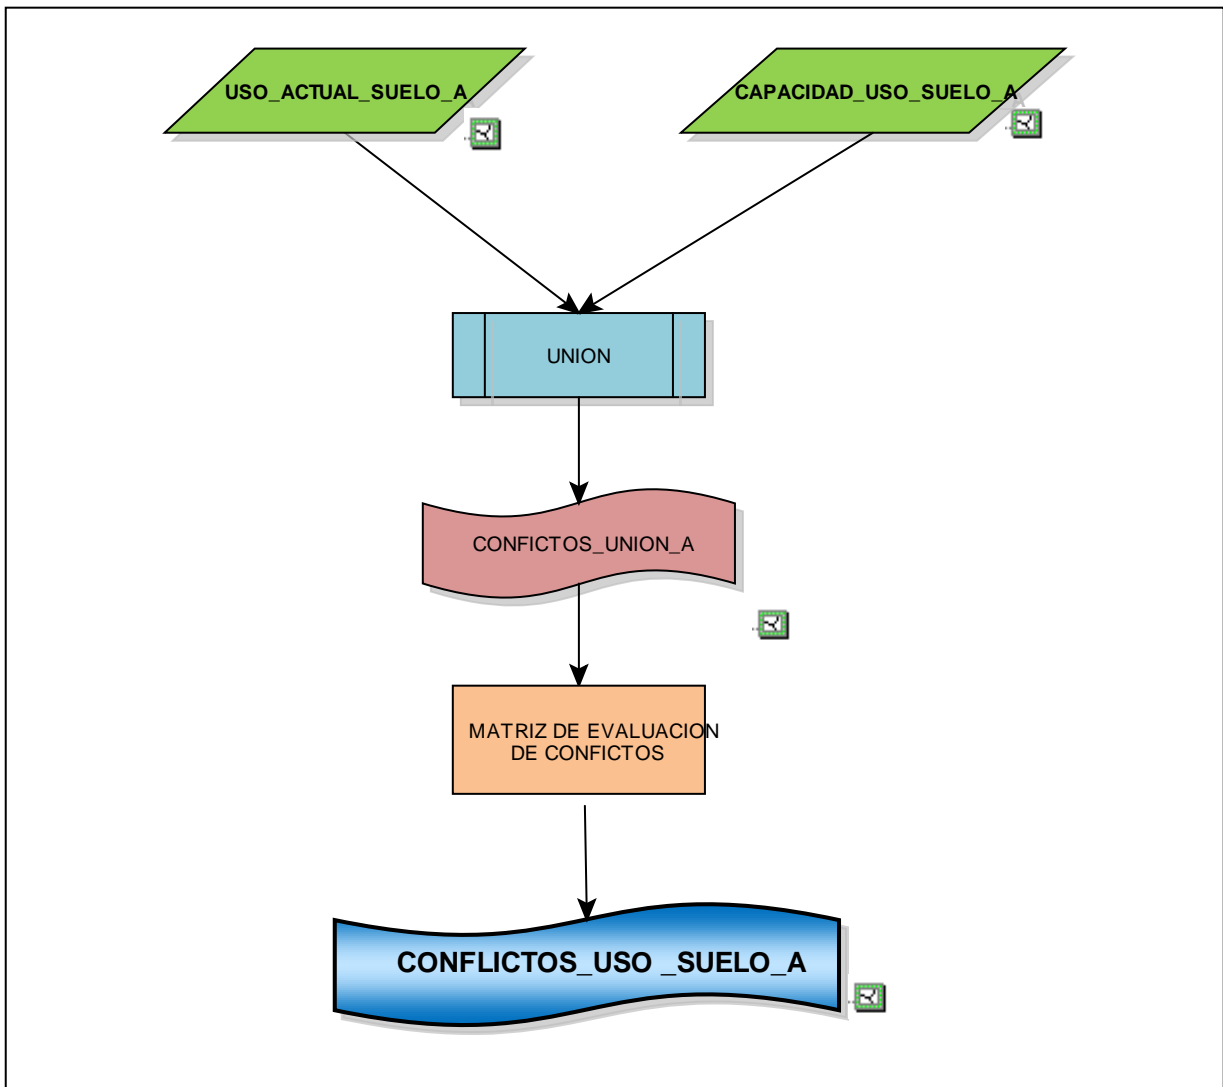 USO_ACTUAL_SUELO_A
CAPACIDAD_USO_SUELO_A
UNION
CONFICTOS_UNION_A
MATRIZ DE EVALUACION
DE CONFICTOS
CONFLICTOS_USO _SUELO_A